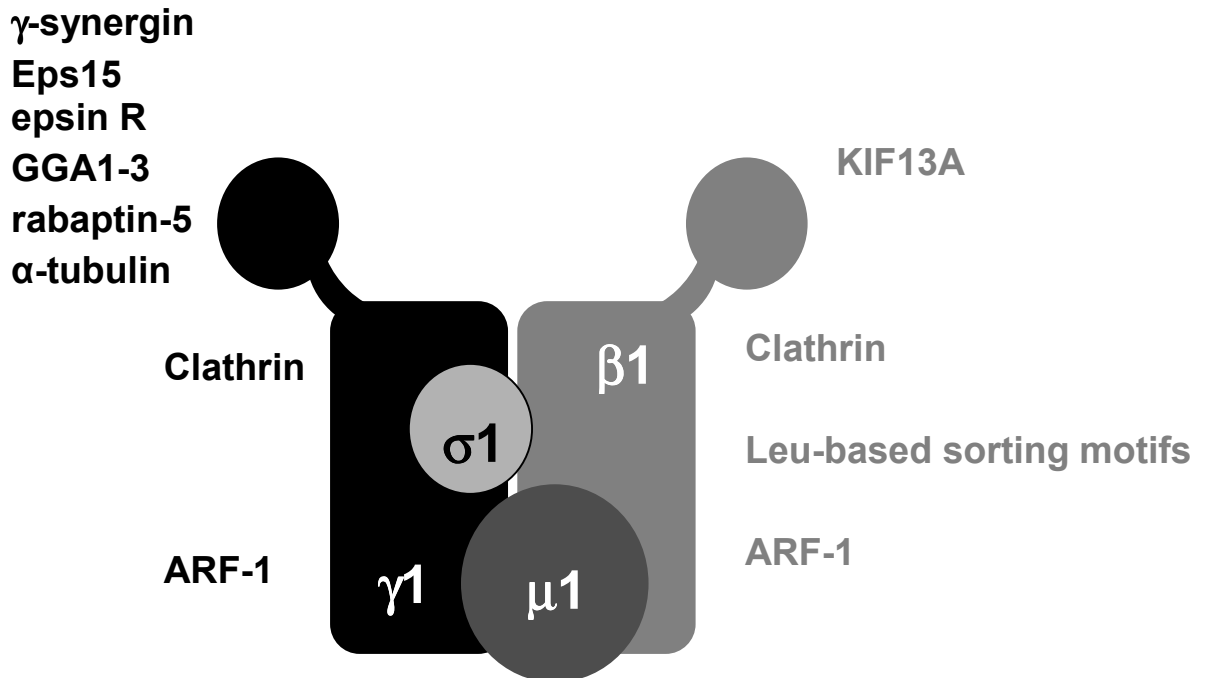 γ-synergin
Eps15
epsin R
GGA1-3
rabaptin-5
α-tubulin
KIF13A
Clathrin
β1
Clathrin
σ1
Leu-based sorting motifs
ARF-1
γ1
μ1
ARF-1